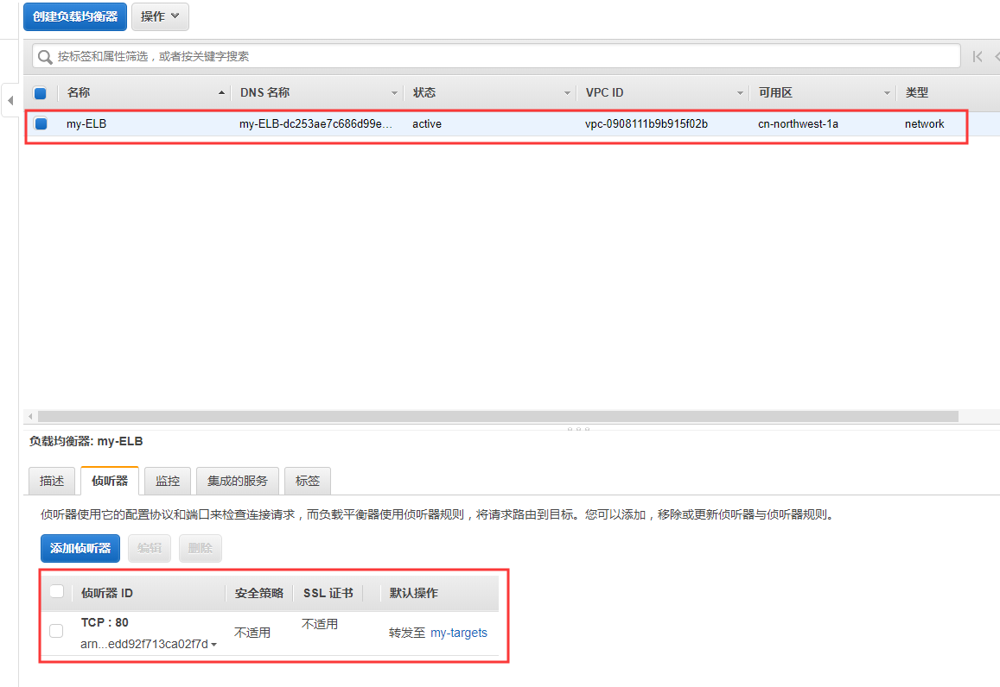 创建负载均衡器 操作
按标签和属性筛选，或者按关键字搜索
名称 DNS 名称 状态 VPC ID 可用区 类型
my-ELB my-ELB-dc253ae7c686d99e... active vpc-0908111b9b915f02b cn-northwest-1a network
负载均衡器: my-ELB
描述 侦听器 监控 集成的服务 标签
侦听器使用它的配置协议和端口来检查连接请求，而负载平衡器使用侦听器规则，将请求路由到目标。您可以添加，移除或更新侦听器与侦听器规则。
添加侦听器 编辑 删除
侦听器 ID 安全策略 SSL 证书 默认操作
TCP : 80
arn...edd92f713ca02f7d 不适用 不适用 转发至 my-targets